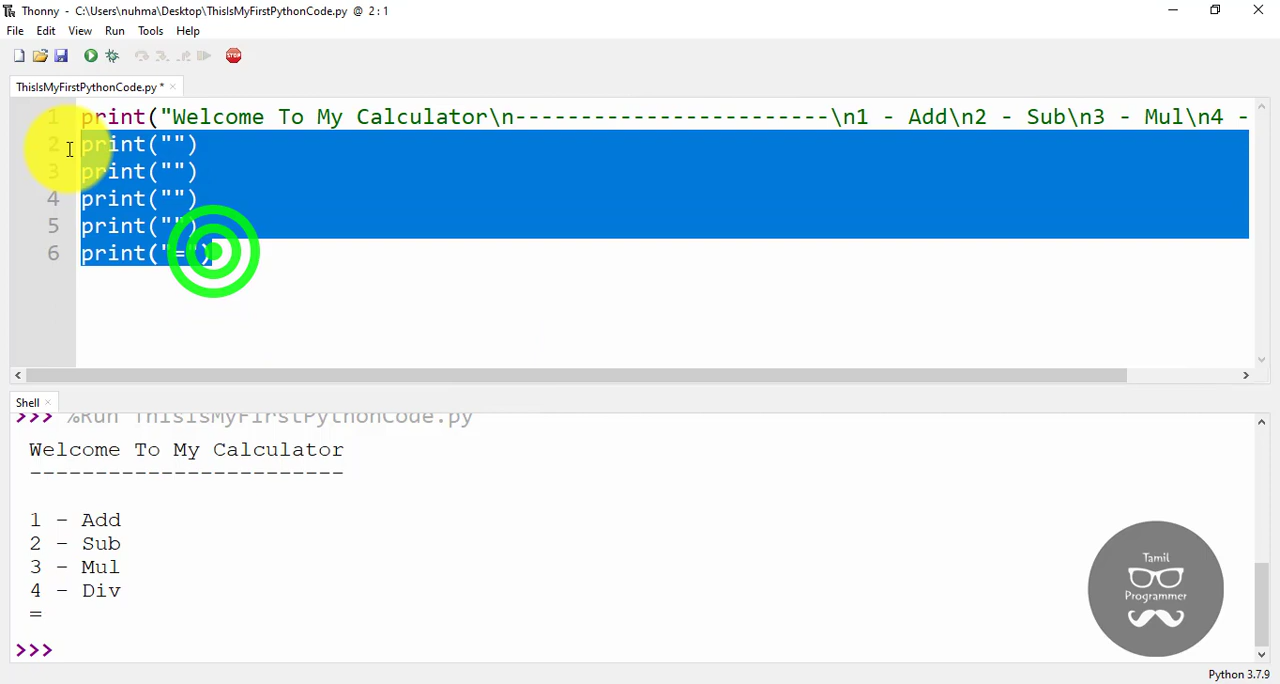 Thonny - C:\Users\nuhma\Desktop\ThisIsMyFirstPythonCode.py @ 2 : 1
File Edit View Run Tools Help
STOP
ThisIsMyFirstPythonCode.py *
1 print("Welcome To My Calculator\n------------------------\n1 - Add\n2 - Sub\n3 - Mul\n4 -
2 print("")
3 print("")
4 print("")
5 print("")
6 print("=")
Shell
>>> %Run ThisIsMyFirstPythonCode.py
Welcome To My Calculator
------------------------
1 - Add
2 - Sub
3 - Mul
4 - Div
=
>>>
Tamil
Programmer
Python 3.7.9